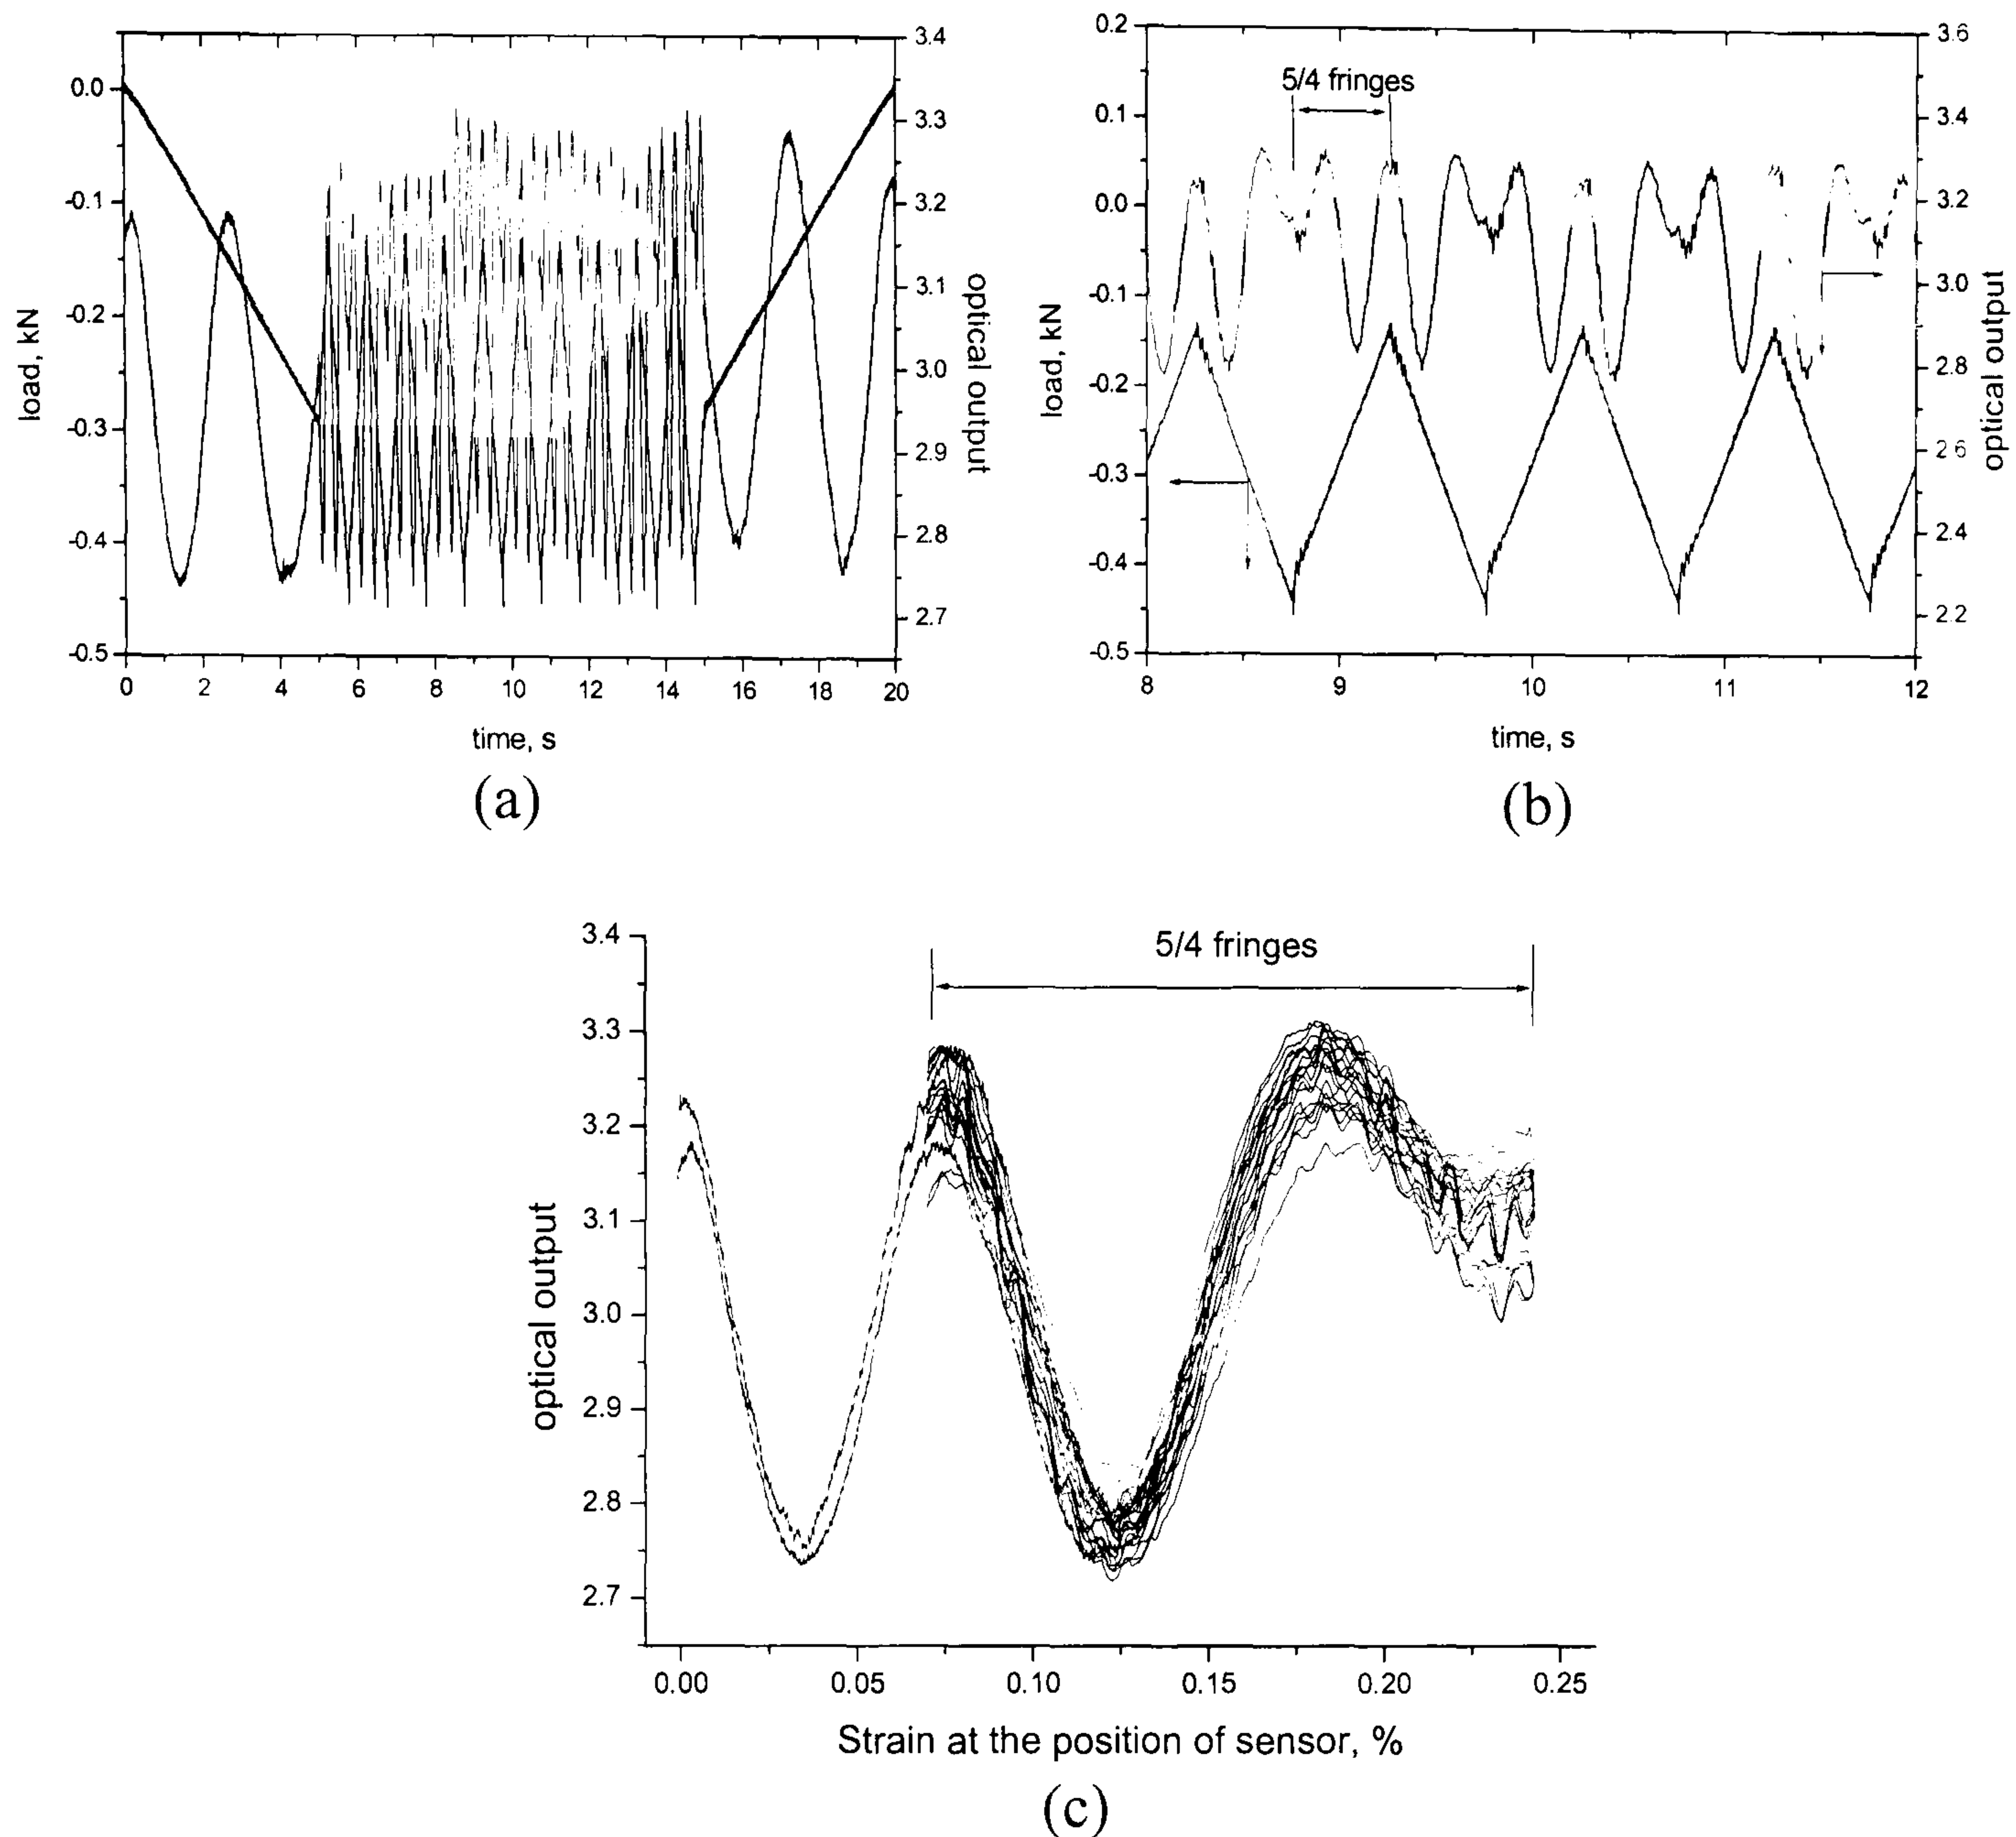 0.0
-0.1
-0.2
-0.3
-0.4
-0.5
load, kN
0 2 4 6 8 10 12 14 16 18 20
time, s
3.4
3.3
3.2
3.1
3.0
2.9
2.8
2.7
optical output
(a)
0.2
0.1
0.0
-0.1
-0.2
-0.3
-0.4
-0.5
load, kN
5/4 fringes
8 9 10 11 12
time, s
3.6
3.4
3.2
3.0
2.8
2 6
2.4
2.2
optical output
(b)
3.4
3.3
3.2
3.1
3.0
2.9
2.8
2.7
optical output
5/4 fringes
0.00 0.05 0.10 0.15 0.20 0.25
Strain at the position of sensor, %
(c)